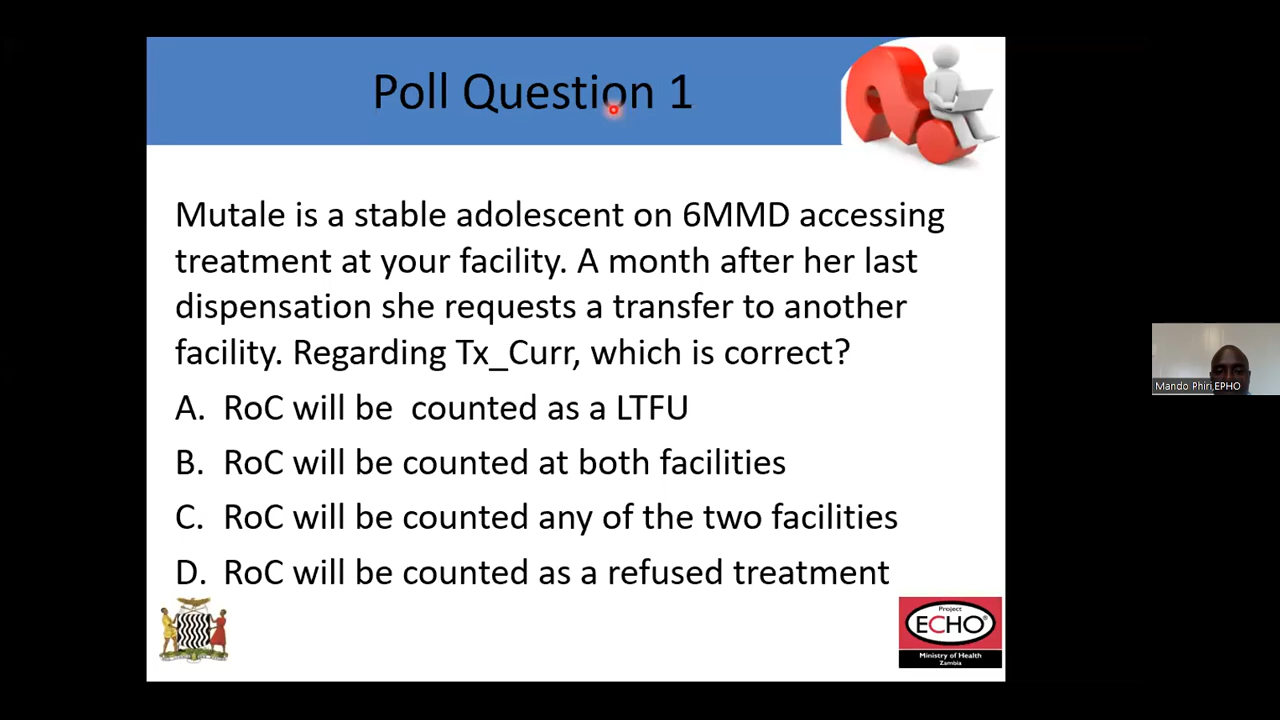 Poll Question 1
Mutale is a stable adolescent on 6MMD accessing
treatment at your facility. A month after her last
dispensation she requests a transfer to another
facility. Regarding Tx_Curr, which is correct?
A. RoC will be counted as a LTFU
B. RoC will be counted at both facilities
C. RoC will be counted any of the two facilities
D. RoC will be counted as a refused treatment
Project
ECHO®
Ministry of Health
Zambia
Mando Phiri,EPHO